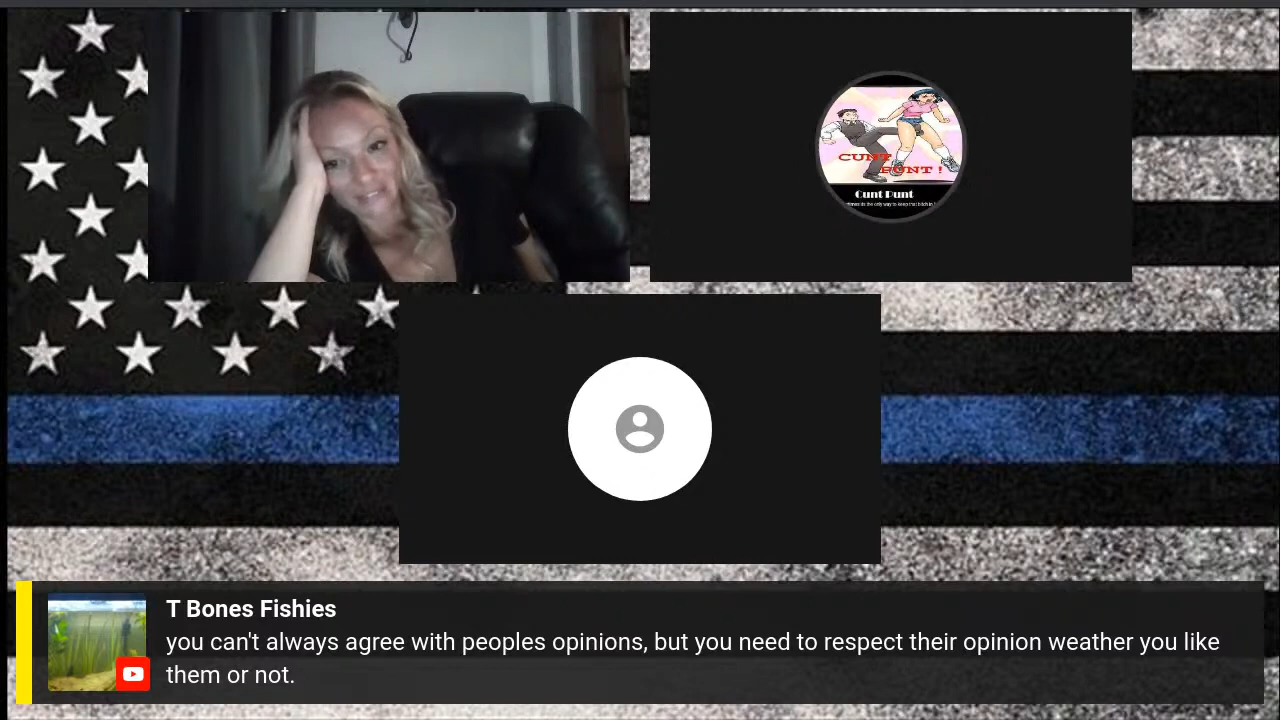 CUNT
PUNT !
Cunt Punt
T Bones Fishies
you can't always agree with peoples opinions, but you need to respect their opinion weather you like
them or not.